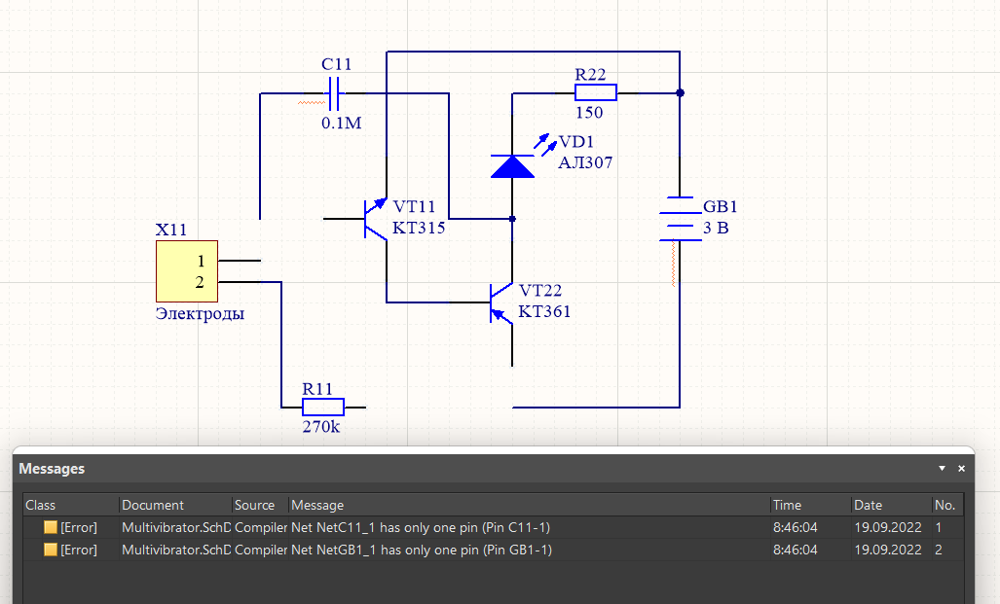 C11
0.1M
R22
150
VD1
АЛ307
VT11
KT315
GB1
3 В
X11
1
2
Электроды
VT22
KT361
R11
270k
Messages
Class Document Source Message Time Date No.
[Error] Multivibrator.SchD Compiler Net NetC11_1 has only one pin (Pin C11-1) 8:46:04 19.09.2022 1
[Error] Multivibrator.SchD Compiler Net NetGB1_1 has only one pin (Pin GB1-1) 8:46:04 19.09.2022 2